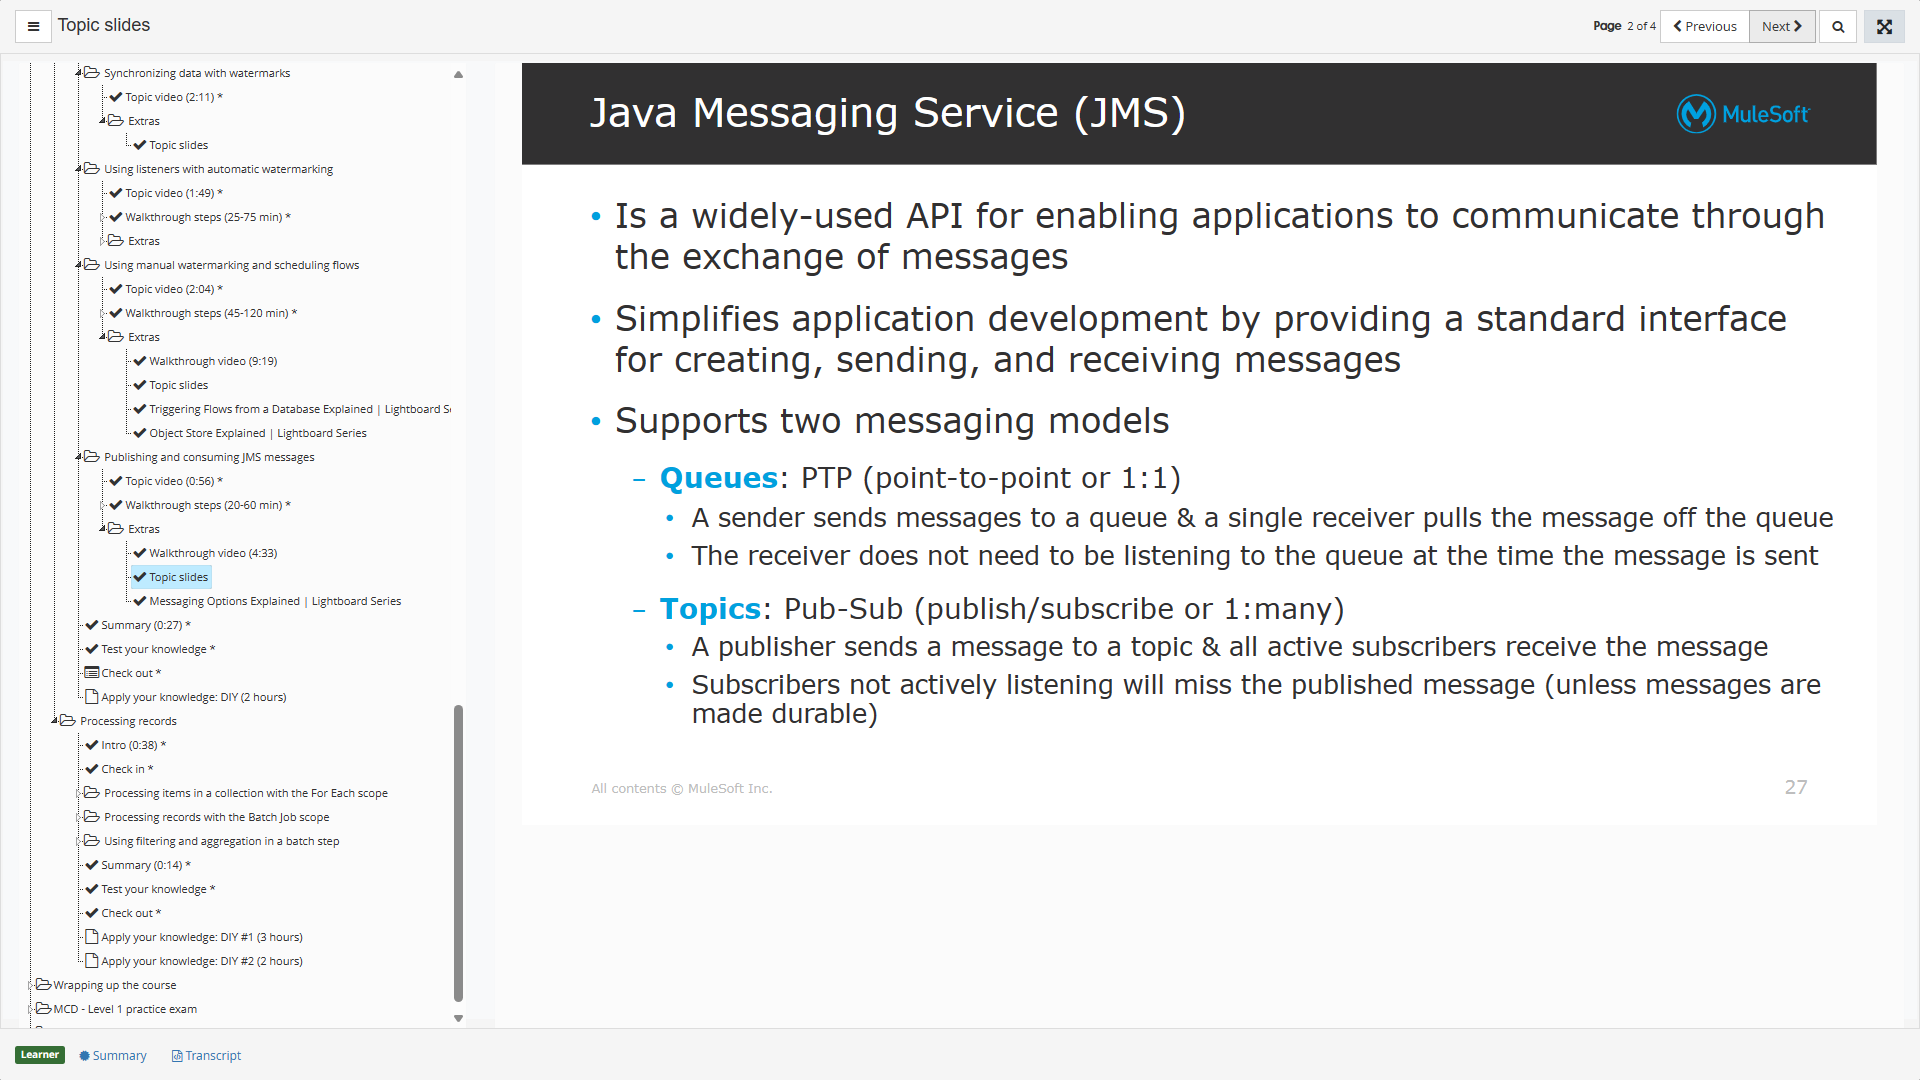 Topic slides
Page 2 of 4
Previous
Next
Synchronizing data with watermarks
Topic video (2:11) *
Extras
Topic slides
Using listeners with automatic watermarking
Topic video (1:49) *
Walkthrough steps (25-75 min) *
Extras
Using manual watermarking and scheduling flows
Topic video (2:04) *
Walkthrough steps (45-120 min) *
Extras
Walkthrough video (9:19)
Topic slides
Triggering Flows from a Database Explained | Lightboard S
Object Store Explained | Lightboard Series
Publishing and consuming JMS messages
Topic video (0:56) *
Walkthrough steps (20-60 min) *
Extras
Walkthrough video (4:33)
Topic slides
Messaging Options Explained | Lightboard Series
Summary (0:27) *
Test your knowledge *
Check out *
Apply your knowledge: DIY (2 hours)
Processing records
Intro (0:38) *
Check in *
Processing items in a collection with the For Each scope
Processing records with the Batch Job scope
Using filtering and aggregation in a batch step
Summary (0:14) *
Test your knowledge *
Check out *
Apply your knowledge: DIY #1 (3 hours)
Apply your knowledge: DIY #2 (2 hours)
Wrapping up the course
MCD - Level 1 practice exam
Java Messaging Service (JMS)
MuleSoft
• Is a widely-used API for enabling applications to communicate through
the exchange of messages
• Simplifies application development by providing a standard interface
for creating, sending, and receiving messages
• Supports two messaging models
– Queues: PTP (point-to-point or 1:1)
• A sender sends messages to a queue & a single receiver pulls the message off the queue
• The receiver does not need to be listening to the queue at the time the message is sent
– Topics: Pub-Sub (publish/subscribe or 1:many)
• A publisher sends a message to a topic & all active subscribers receive the message
• Subscribers not actively listening will miss the published message (unless messages are
made durable)
All contents © MuleSoft Inc.
27
Learner
Summary
Transcript